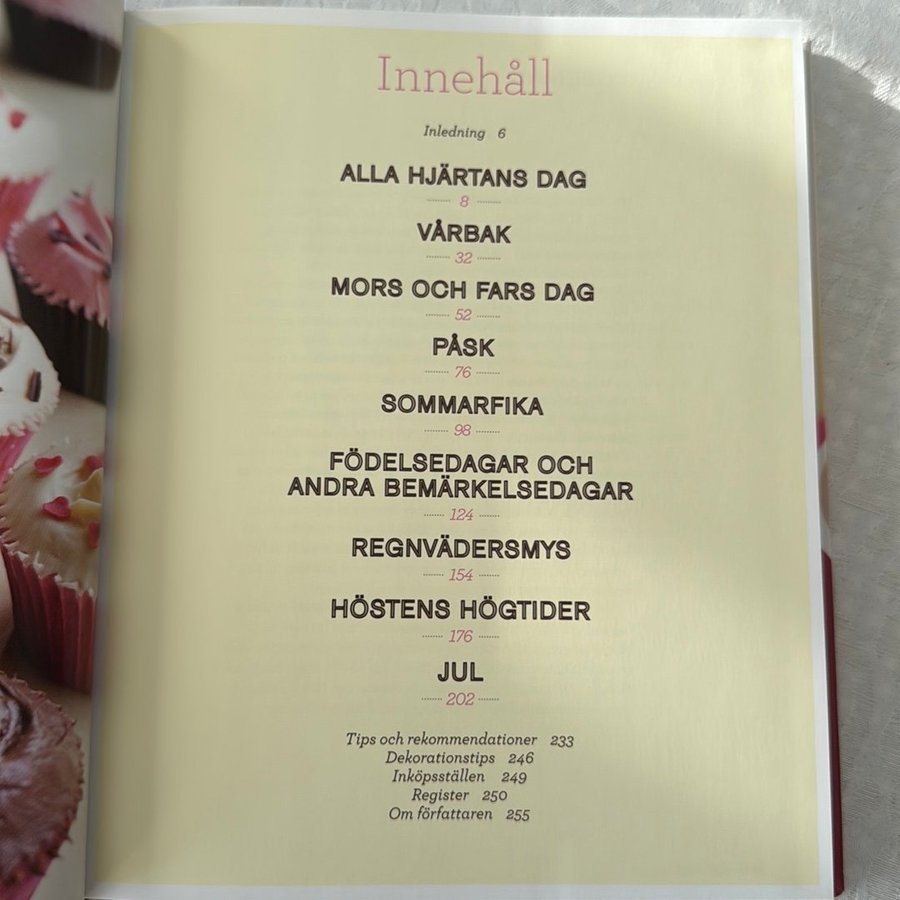 Innehåll
Inledning 6
ALLA HJÄRTANS DAG
8
VÅRBAK
32
MORS OCH FARS DAG
52
PÅSK
76
SOMMARFIKA
98
FÖDELSEDAGAR OCH
ANDRA BEMÄRKELSEDAGAR
124
REGNVÄDERSMYS
154
HÖSTENS HÖGTIDER
176
JUL
202
Tips och rekommendationer 233
Dekorationstips 246
Inköpsställen 249
Register 250
Om författaren 255